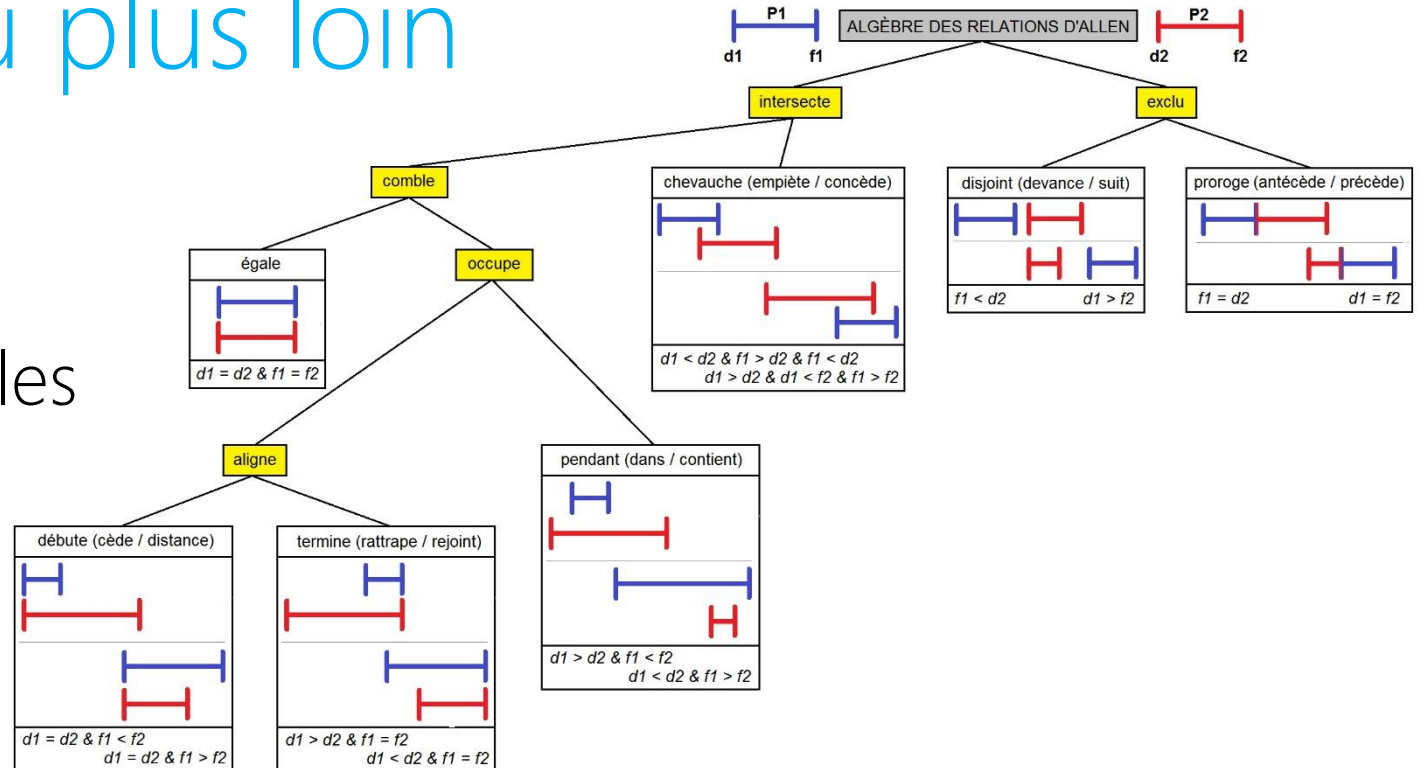 u plus loin
les
P1
d1 f1
ALGÈBRE DES RELATIONS D'ALLEN
P2
d2 f2
intersecte
exclu
comble
chevauche (empiète / concède)
d1 < d2 & f1 > d2 & f1 < d2
d1 > d2 & d1 < f2 & f1 > f2
disjoint (devance / suit)
f1 < d2 d1 > f2
proroge (antécède / précède)
f1 = d2 d1 = f2
égale
d1 = d2 & f1 = f2
occupe
aligne
pendant (dans / contient)
d1 > d2 & f1 < f2
d1 < d2 & f1 > f2
débute (cède / distance)
d1 = d2 & f1 < f2
d1 = d2 & f1 > f2
termine (rattrape / rejoint)
d1 > d2 & f1 = f2
d1 < d2 & f1 = f2